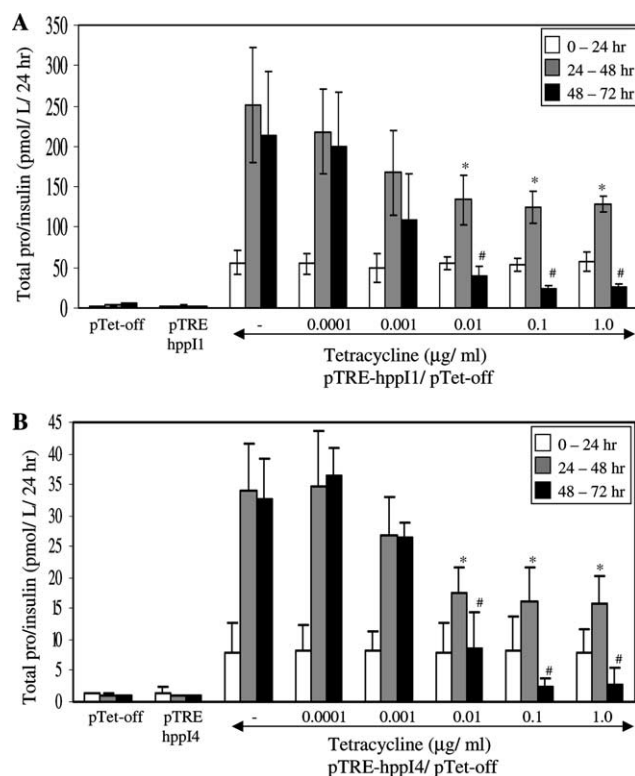 A
350
300
250
200
150
100
50
0
Total pro/insulin (pmol/ L/ 24 hr)
0 – 24 hr
24 – 48 hr
48 – 72 hr
* * *
# # #
pTet-off pTRE - 0.0001 0.001 0.01 0.1 1.0
hppI1
Tetracycline (μg/ ml)
pTRE-hppI1/ pTet-off
B
45
40
35
30
25
20
15
10
5
0
Total pro/insulin (pmol/ L/ 24 hr)
0 – 24 hr
24 – 48 hr
48 – 72 hr
* * *
# # #
pTet-off pTRE - 0.0001 0.001 0.01 0.1 1.0
hppI4
Tetracycline (μg/ ml)
pTRE-hppI4/ pTet-off